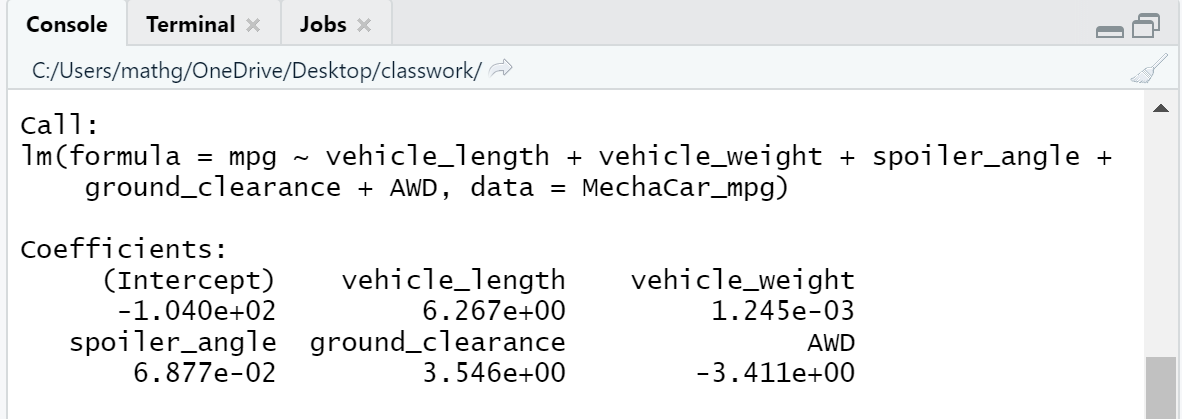 Console Terminal Jobs
C:/Users/mathg/OneDrive/Desktop/classwork/
Call:
lm(formula = mpg ~ vehicle_length + vehicle_weight + spoiler_angle +
    ground_clearance + AWD, data = MechaCar_mpg)
Coefficients:
     (Intercept)    vehicle_length    vehicle_weight
      -1.040e+02         6.267e+00         1.245e-03
   spoiler_angle  ground_clearance               AWD
       6.877e-02         3.546e+00        -3.411e+00